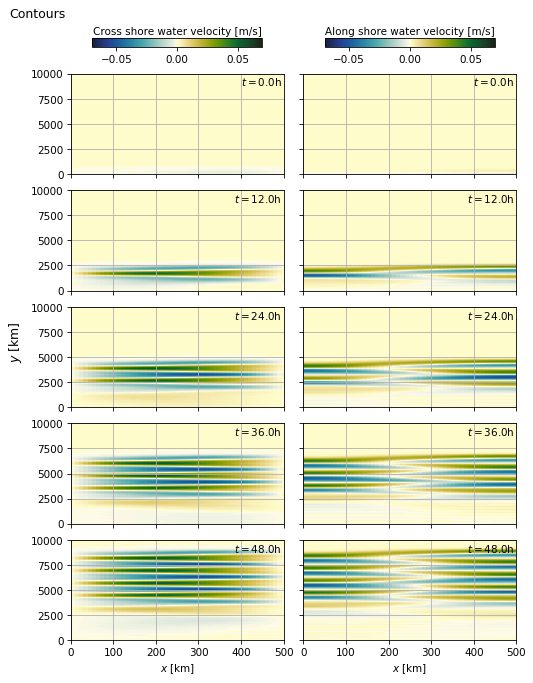 Contours
Cross shore water velocity [m/s] Along shore water velocity [m/s]
−0.05 0.00 0.05 −0.05 0.00 0.05
10000 t = 0.0h t = 0.0h
7500
5000
2500
0
10000 t = 12.0h t = 12.0h
7500
5000
2500
0
10000 t = 24.0h t = 24.0h
7500
5000
2500
0
y [km]
10000 t = 36.0h t = 36.0h
7500
5000
2500
0
10000 t = 48.0h t = 48.0h
7500
5000
2500
0
0 100 200 300 400 500 0 100 200 300 400 500
x [km] x [km]